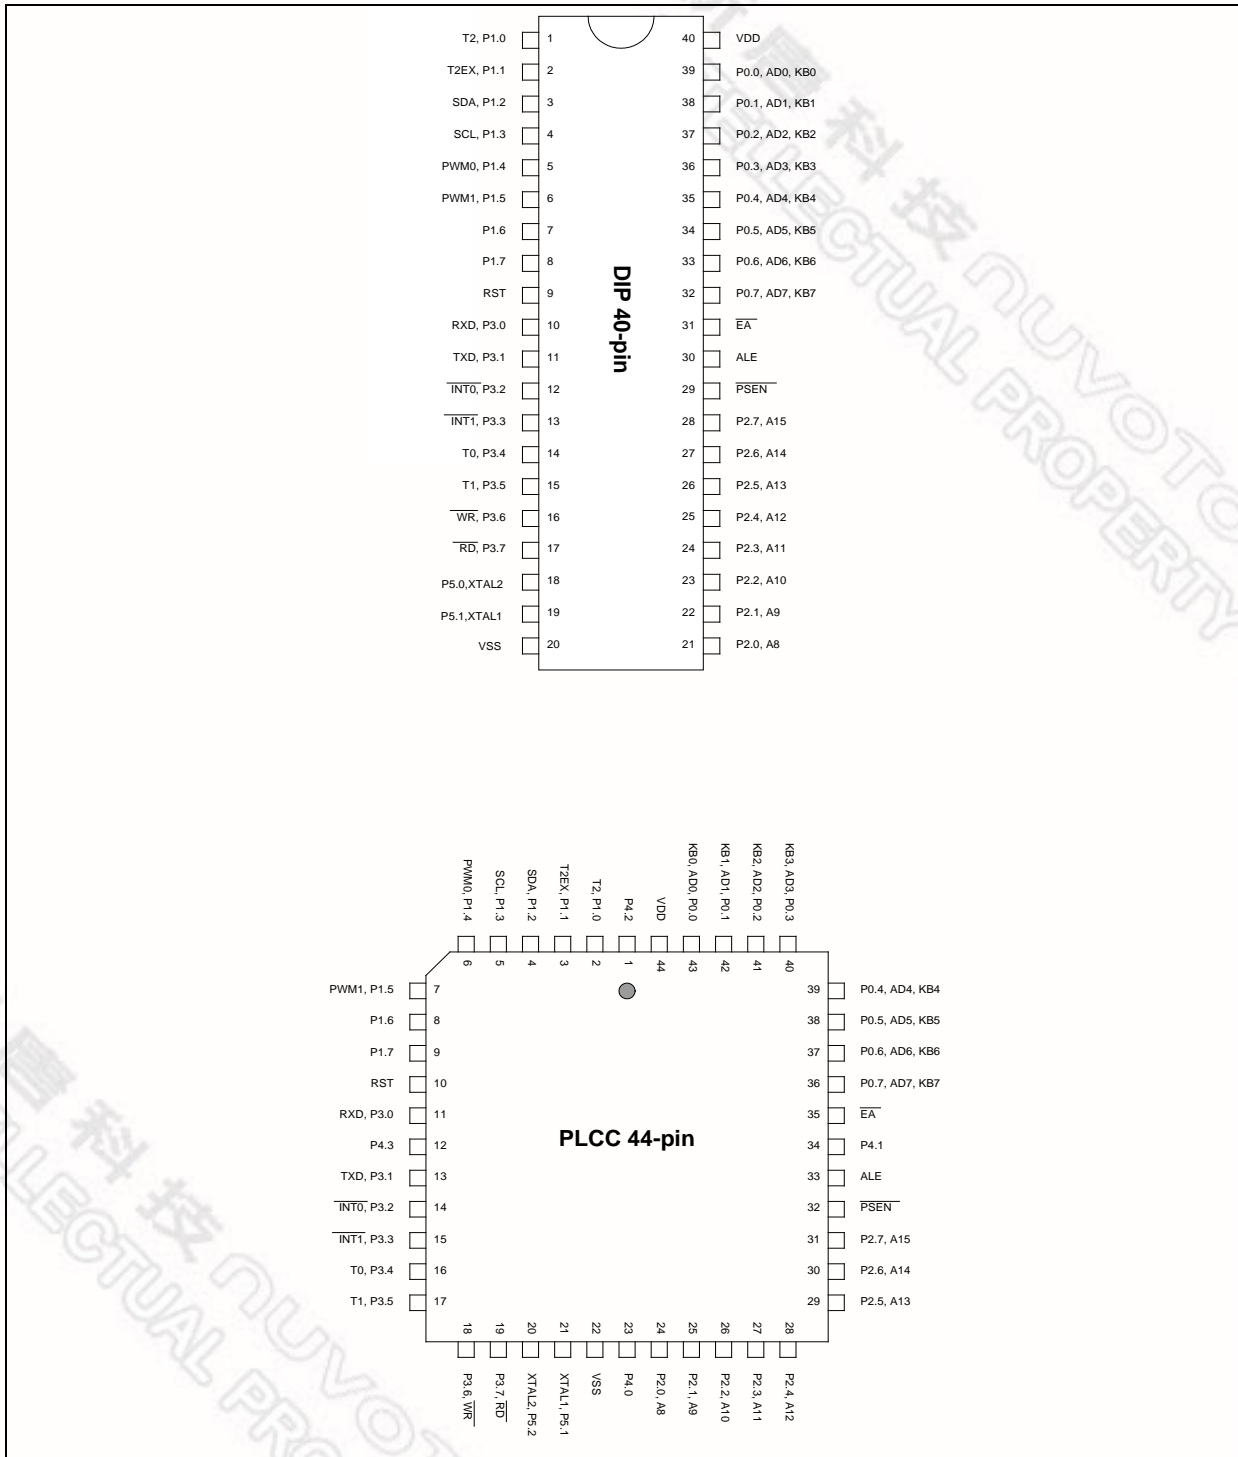 T2, P1.0 1 40 VDD
T2EX, P1.1 2 39 P0.0, AD0, KB0
SDA, P1.2 3 38 P0.1, AD1, KB1
SCL, P1.3 4 37 P0.2, AD2, KB2
PWM0, P1.4 5 36 P0.3, AD3, KB3
PWM1, P1.5 6 35 P0.4, AD4, KB4
P1.6 7 34 P0.5, AD5, KB5
P1.7 8 33 P0.6, AD6, KB6
RST 9 32 P0.7, AD7, KB7
RXD, P3.0 10 31 EA
TXD, P3.1 11 30 ALE
INT0, P3.2 12 29 PSEN
INT1, P3.3 13 28 P2.7, A15
T0, P3.4 14 27 P2.6, A14
T1, P3.5 15 26 P2.5, A13
WR, P3.6 16 25 P2.4, A12
RD, P3.7 17 24 P2.3, A11
P5.0,XTAL2 18 23 P2.2, A10
P5.1,XTAL1 19 22 P2.1, A9
VSS 20 21 P2.0, A8
DIP 40-pin
PWM0, P1.4
SCL, P1.3
SDA, P1.2
T2EX, P1.1
T2, P1.0
P4.2
VDD
KB0, AD0, P0.0
KB1, AD1, P0.1
KB2, AD2, P0.2
KB3, AD3, P0.3
6 5 4 3 2 1 44 43 42 41 40
PWM1, P1.5 7 39 P0.4, AD4, KB4
P1.6 8 38 P0.5, AD5, KB5
P1.7 9 37 P0.6, AD6, KB6
RST 10 36 P0.7, AD7, KB7
RXD, P3.0 11 35 EA
P4.3 12 34 P4.1
TXD, P3.1 13 33 ALE
INT0, P3.2 14 32 PSEN
INT1, P3.3 15 31 P2.7, A15
T0, P3.4 16 30 P2.6, A14
T1, P3.5 17 29 P2.5, A13
PLCC 44-pin
18 19 20 21 22 23 24 25 26 27 28
P3.6, WR
P3.7, RD
XTAL2, P5.2
XTAL1, P5.1
VSS
P4.0
P2.0, A8
P2.1, A9
P2.2, A10
P2.3, A11
P2.4, A12
唐科技 nuvoTo
TELLECTUAL PROPERTY
唐科技 nuvoTo
LLECTUAL PROP